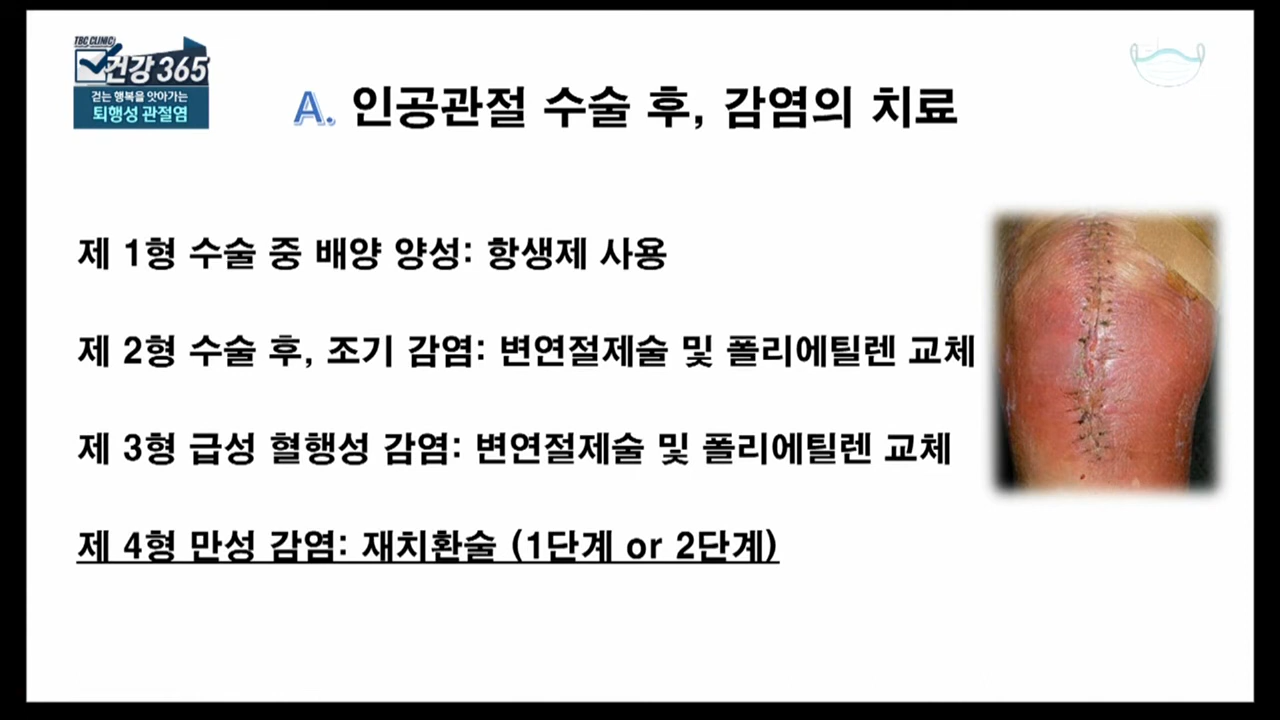 TBC CLINIC
건강 365
걷는 행복을 앗아가는
퇴행성 관절염
A. 인공관절 수술 후, 감염의 치료
제 1형 수술 중 배양 양성: 항생제 사용
제 2형 수술 후, 조기 감염: 변연절제술 및 폴리에틸렌 교체
제 3형 급성 혈행성 감염: 변연절제술 및 폴리에틸렌 교체
제 4형 만성 감염: 재치환술 (1단계 or 2단계)